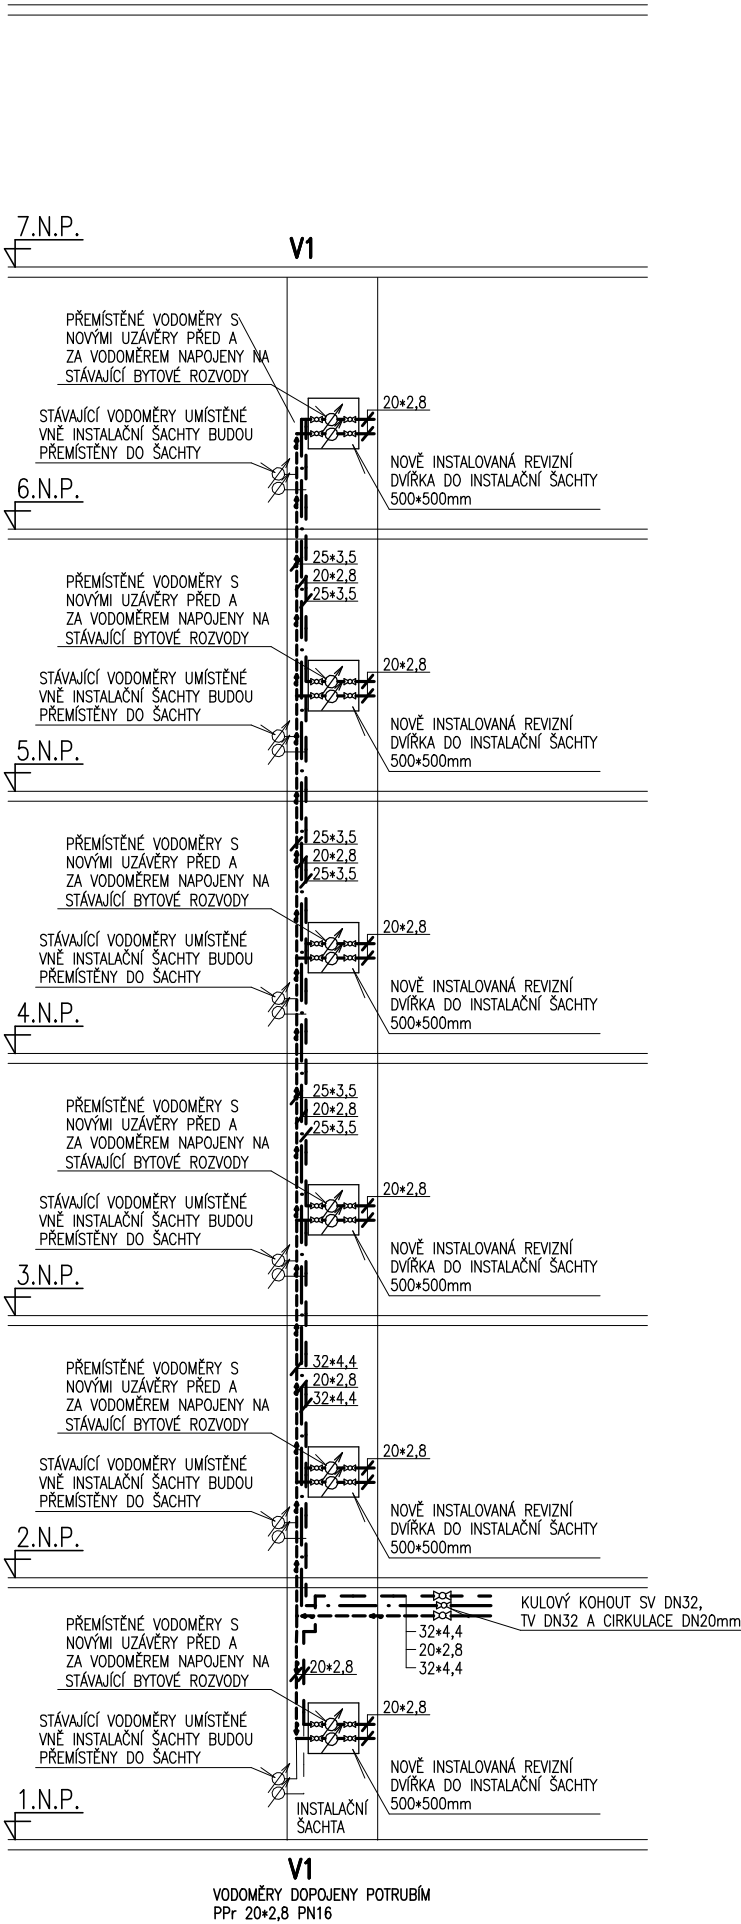 7.N.P.
V1
PŘEMÍSTĚNÉ VODOMĚRY S
NOVÝMI UZÁVĚRY PŘED A
ZA VODOMĚREM NAPOJENY NA
STÁVAJÍCÍ BYTOVÉ ROZVODY
20*2,8
STÁVAJÍCÍ VODOMĚRY UMÍSTĚNÉ
VNĚ INSTALAČNÍ ŠACHTY BUDOU
PŘEMÍSTĚNY DO ŠACHTY
NOVĚ INSTALOVANÁ REVIZNÍ
DVÍŘKA DO INSTALAČNÍ ŠACHTY
500*500mm
6.N.P.
25*3,5
20*2,8
25*3,5
PŘEMÍSTĚNÉ VODOMĚRY S
NOVÝMI UZÁVĚRY PŘED A
ZA VODOMĚREM NAPOJENY NA
STÁVAJÍCÍ BYTOVÉ ROZVODY
20*2,8
STÁVAJÍCÍ VODOMĚRY UMÍSTĚNÉ
VNĚ INSTALAČNÍ ŠACHTY BUDOU
PŘEMÍSTĚNY DO ŠACHTY
NOVĚ INSTALOVANÁ REVIZNÍ
DVÍŘKA DO INSTALAČNÍ ŠACHTY
500*500mm
5.N.P.
25*3,5
20*2,8
25*3,5
PŘEMÍSTĚNÉ VODOMĚRY S
NOVÝMI UZÁVĚRY PŘED A
ZA VODOMĚREM NAPOJENY NA
STÁVAJÍCÍ BYTOVÉ ROZVODY
20*2,8
STÁVAJÍCÍ VODOMĚRY UMÍSTĚNÉ
VNĚ INSTALAČNÍ ŠACHTY BUDOU
PŘEMÍSTĚNY DO ŠACHTY
NOVĚ INSTALOVANÁ REVIZNÍ
DVÍŘKA DO INSTALAČNÍ ŠACHTY
500*500mm
4.N.P.
25*3,5
20*2,8
25*3,5
PŘEMÍSTĚNÉ VODOMĚRY S
NOVÝMI UZÁVĚRY PŘED A
ZA VODOMĚREM NAPOJENY NA
STÁVAJÍCÍ BYTOVÉ ROZVODY
20*2,8
STÁVAJÍCÍ VODOMĚRY UMÍSTĚNÉ
VNĚ INSTALAČNÍ ŠACHTY BUDOU
PŘEMÍSTĚNY DO ŠACHTY
NOVĚ INSTALOVANÁ REVIZNÍ
DVÍŘKA DO INSTALAČNÍ ŠACHTY
500*500mm
3.N.P.
32*4,4
20*2,8
32*4,4
PŘEMÍSTĚNÉ VODOMĚRY S
NOVÝMI UZÁVĚRY PŘED A
ZA VODOMĚREM NAPOJENY NA
STÁVAJÍCÍ BYTOVÉ ROZVODY
20*2,8
STÁVAJÍCÍ VODOMĚRY UMÍSTĚNÉ
VNĚ INSTALAČNÍ ŠACHTY BUDOU
PŘEMÍSTĚNY DO ŠACHTY
NOVĚ INSTALOVANÁ REVIZNÍ
DVÍŘKA DO INSTALAČNÍ ŠACHTY
500*500mm
2.N.P.
KULOVÝ KOHOUT SV DN32,
TV DN32 A CIRKULACE DN20mm
32*4,4
20*2,8
32*4,4
PŘEMÍSTĚNÉ VODOMĚRY S
NOVÝMI UZÁVĚRY PŘED A
ZA VODOMĚREM NAPOJENY NA
STÁVAJÍCÍ BYTOVÉ ROZVODY
20*2,8
20*2,8
STÁVAJÍCÍ VODOMĚRY UMÍSTĚNÉ
VNĚ INSTALAČNÍ ŠACHTY BUDOU
PŘEMÍSTĚNY DO ŠACHTY
NOVĚ INSTALOVANÁ REVIZNÍ
DVÍŘKA DO INSTALAČNÍ ŠACHTY
500*500mm
1.N.P.
INSTALAČNÍ
ŠACHTA
V1
VODOMĚRY DOPOJENY POTRUBÍM
PPr 20*2,8 PN16